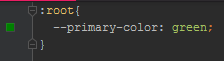 :root{
--primary-color: green;
}